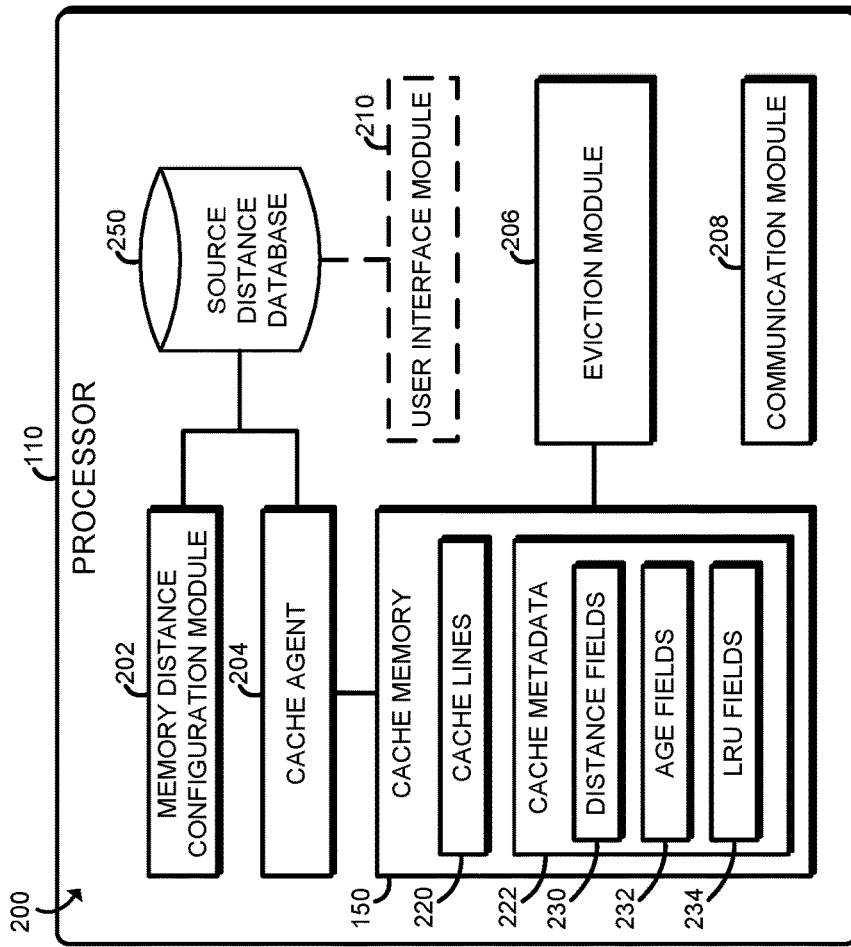 200
110
PROCESSOR
202
MEMORY DISTANCE
CONFIGURATION MODULE
204
CACHE AGENT
250
SOURCE
DISTANCE
DATABASE
210
USER INTERFACE MODULE
150
CACHE MEMORY
220
CACHE LINES
222
CACHE METADATA
230
DISTANCE FIELDS
232
AGE FIELDS
234
LRU FIELDS
206
EVICTION MODULE
208
COMMUNICATION MODULE